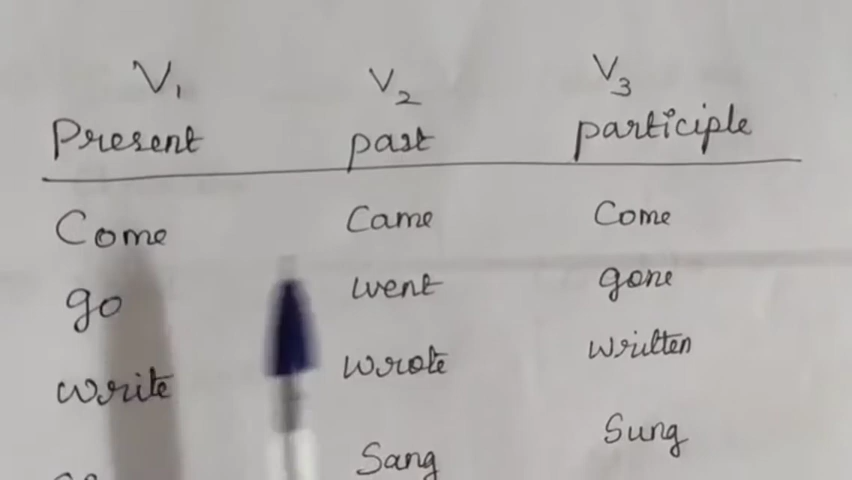 V1 V2 V3
Present past participle
Come Came Come
go went gone
write wrote written
Sang Sung